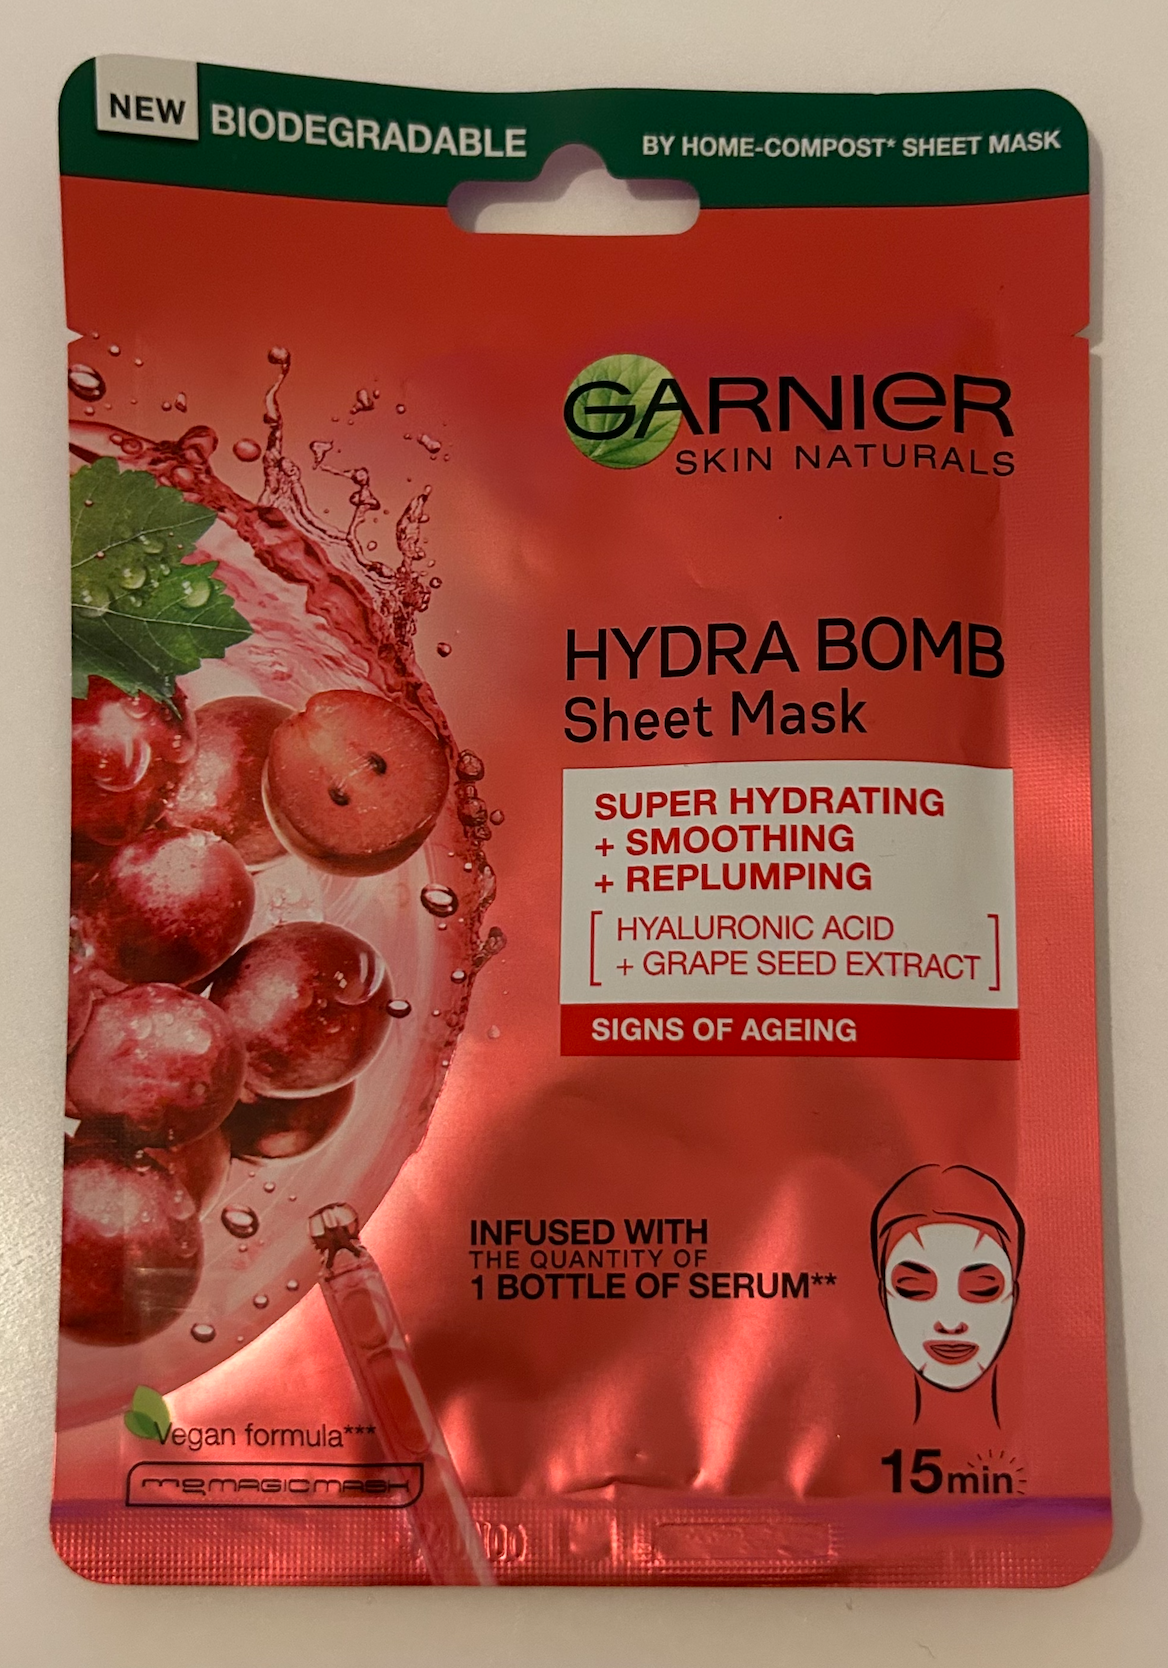 NEW
BIODEGRADABLE
BY HOME-COMPOST* SHEET MASK
GARNIER
SKIN NATURALS
HYDRA BOMB
Sheet Mask
SUPER HYDRATING
+ SMOOTHING
+ REPLUMPING
[ HYALURONIC ACID
+ GRAPE SEED EXTRACT ]
SIGNS OF AGEING
INFUSED WITH
THE QUANTITY OF
1 BOTTLE OF SERUM**
Vegan formula***
MAGIC MASK
15min